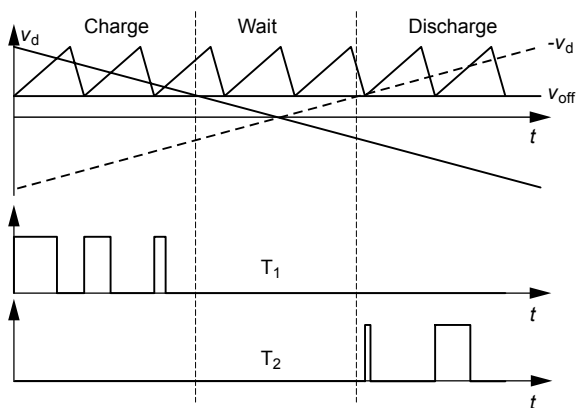 Charge Wait Discharge
v_d
-v_d
v_off
t
T_1
t
T_2
t